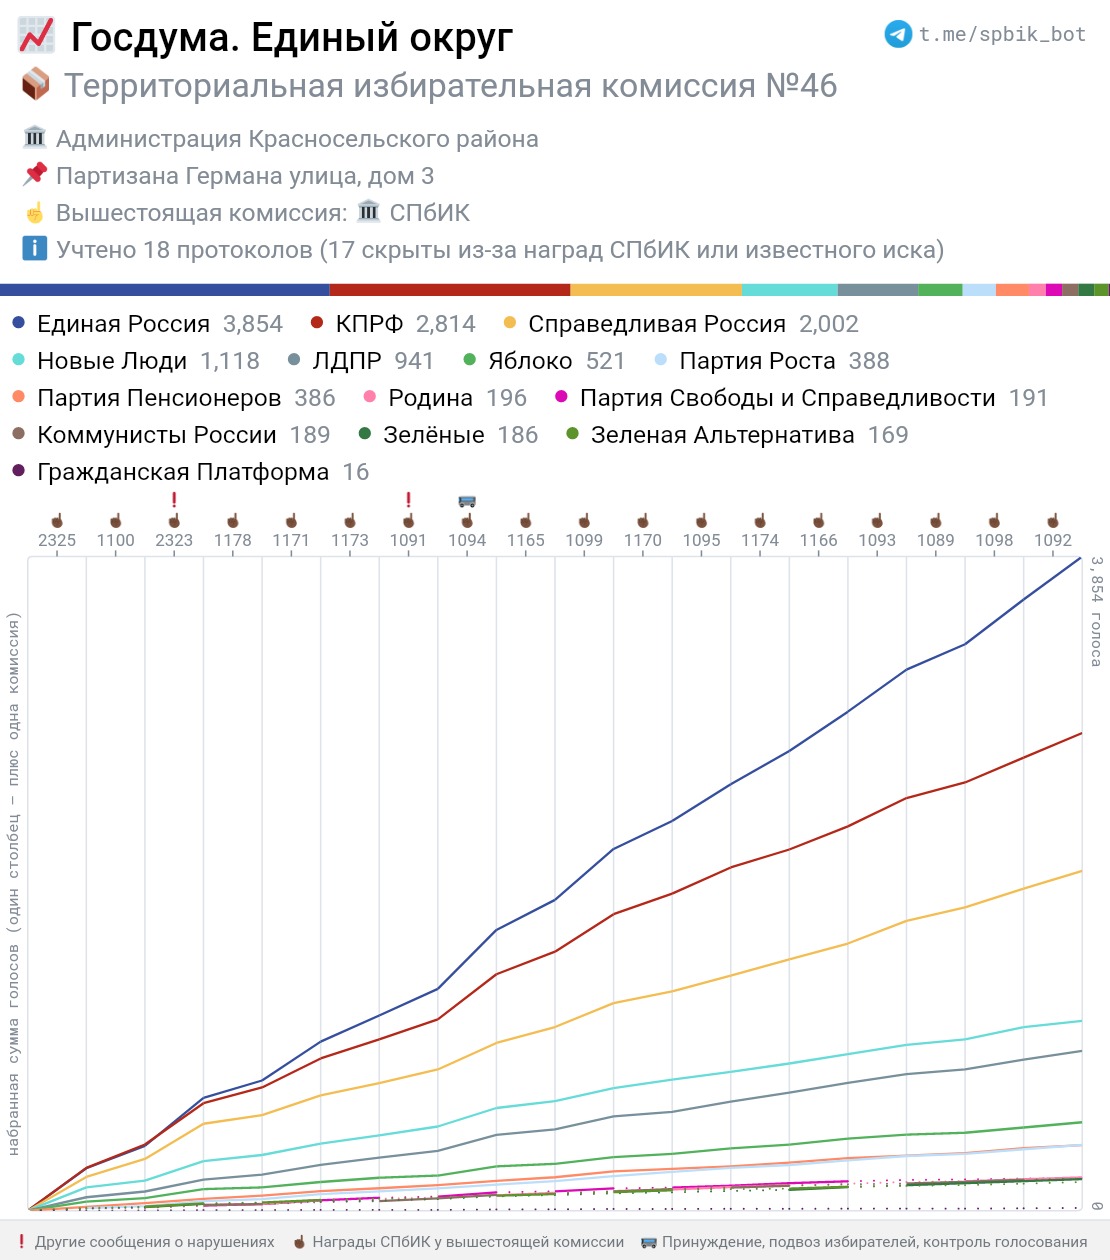 Госдума. Единый округ
t.me/spbik_bot
Территориальная избирательная комиссия №46
Администрация Красносельского района
Партизана Германа улица, дом 3
Вышестоящая комиссия: СПбИК
Учтено 18 протоколов (17 скрыты из-за наград СПбИК или известного иска)
Единая Россия 3,854 КПРФ 2,814 Справедливая Россия 2,002
Новые Люди 1,118 ЛДПР 941 Яблоко 521 Партия Роста 388
Партия Пенсионеров 386 Родина 196 Партия Свободы и Справедливости 191
Коммунисты России 189 Зелёные 186 Зеленая Альтернатива 169
Гражданская Платформа 16
2325 1100 2323 1178 1171 1173 1091 1094 1165 1099 1170 1095 1174 1166 1093 1089 1098 1092
3,854 голоса
набранная сумма голосов (один столбец — плюс одна комиссия)
0
Другие сообщения о нарушениях Награды СПбИК у вышестоящей комиссии Принуждение, подвоз избирателей, контроль голосования